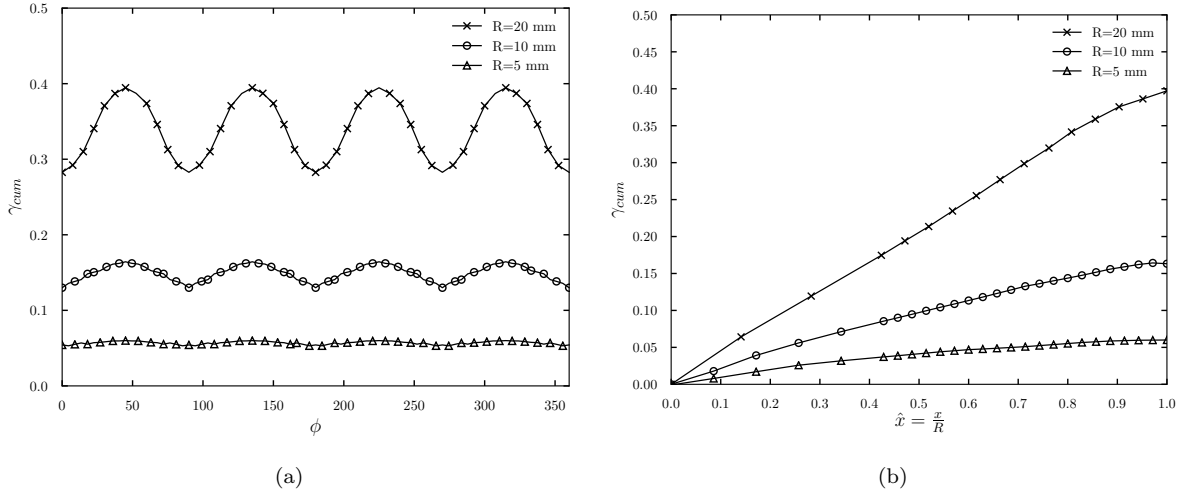 0.5
0.4
0.3
0.2
0.1
0.0
γcum
0 50 100 150 200 250 300 350
ϕ
R=20 mm
R=10 mm
R=5 mm
(a)
0.50
0.45
0.40
0.35
0.30
0.25
0.20
0.15
0.10
0.05
0.00
γcum
0.0 0.1 0.2 0.3 0.4 0.5 0.6 0.7 0.8 0.9 1.0
x̂ = x/R
R=20 mm
R=10 mm
R=5 mm
(b)